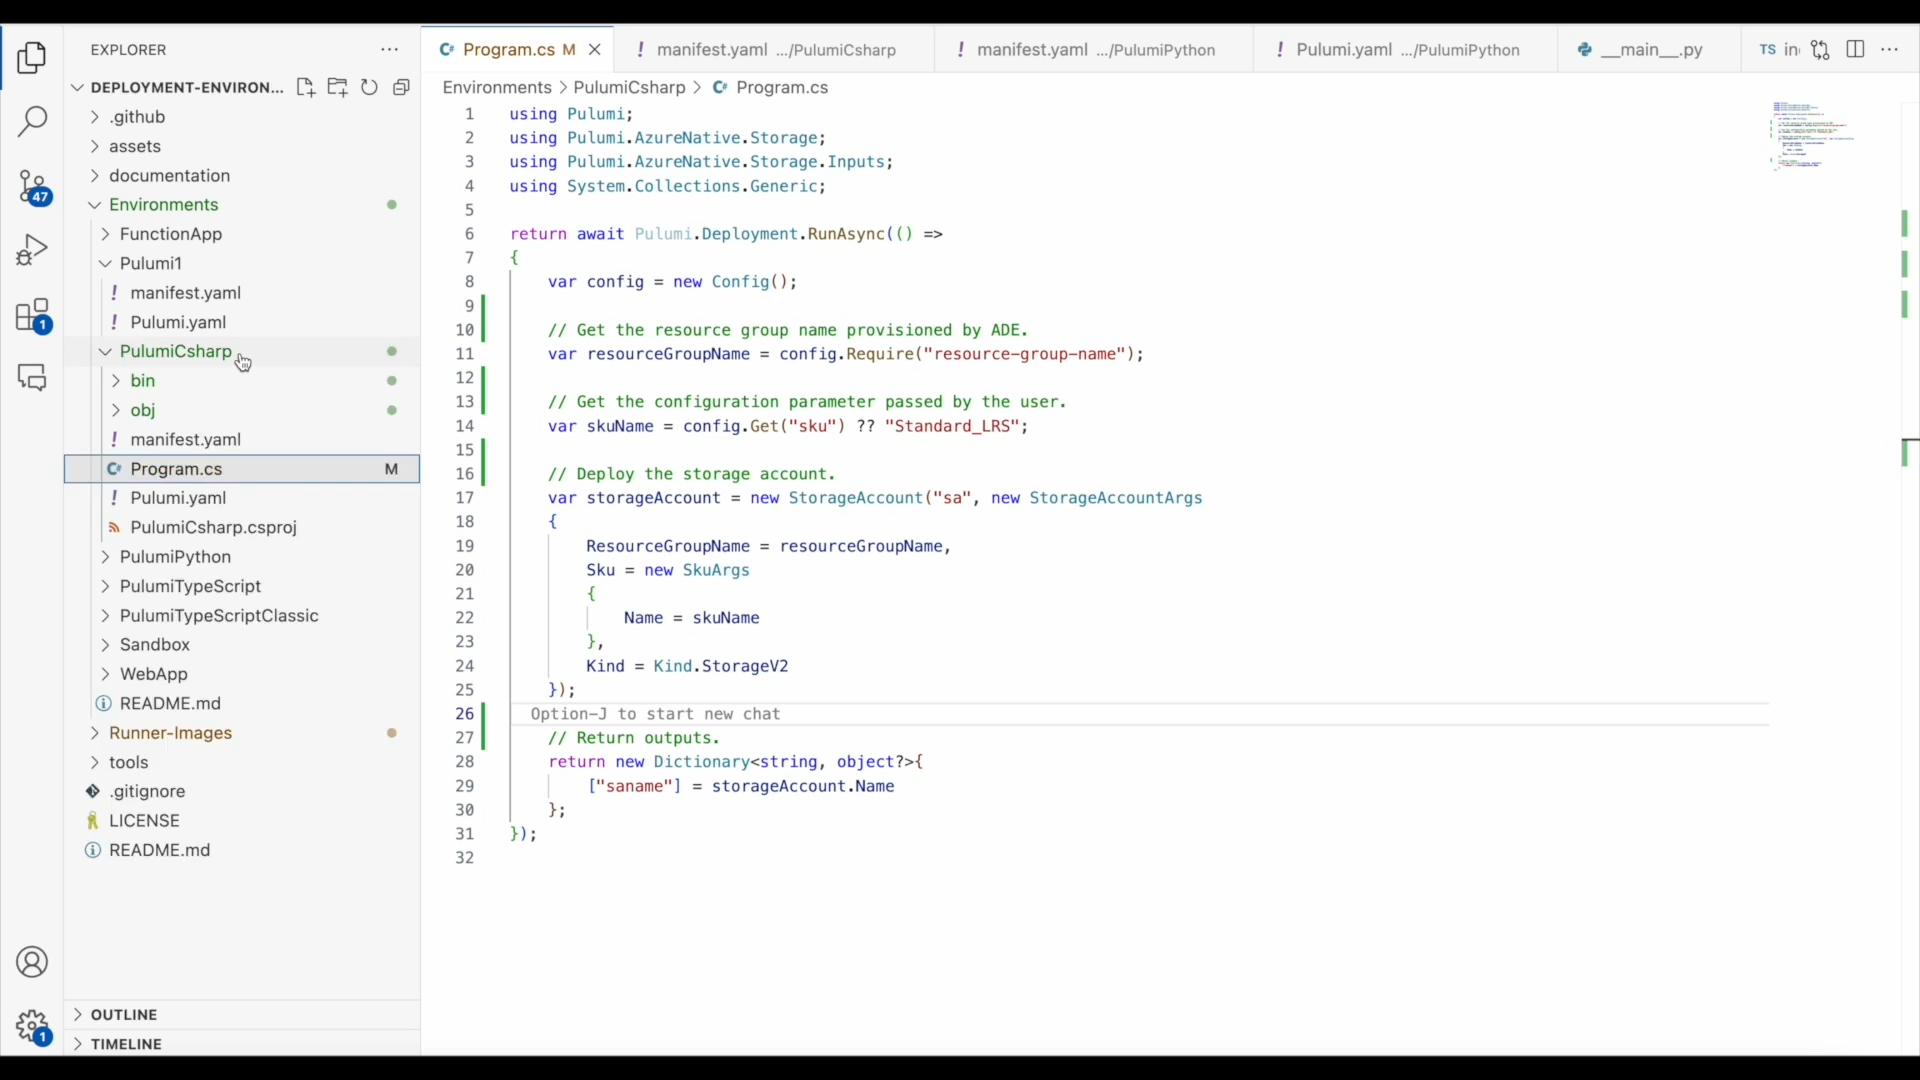 EXPLORER
DEPLOYMENT-ENVIRON...
.github
assets
documentation
Environments
FunctionApp
Pulumi1
! manifest.yaml
! Pulumi.yaml
PulumiCsharp
bin
obj
! manifest.yaml
C# Program.cs M
! Pulumi.yaml
PulumiCsharp.csproj
PulumiPython
PulumiTypeScript
PulumiTypeScriptClassic
Sandbox
WebApp
README.md
Runner-Images
tools
.gitignore
LICENSE
README.md
OUTLINE
TIMELINE
47
1
1
C# Program.cs M
! manifest.yaml .../PulumiCsharp
! manifest.yaml .../PulumiPython
! Pulumi.yaml .../PulumiPython
__main__.py
TS in
Environments > PulumiCsharp > C# Program.cs
1 using Pulumi;
2 using Pulumi.AzureNative.Storage;
3 using Pulumi.AzureNative.Storage.Inputs;
4 using System.Collections.Generic;
5
6 return await Pulumi.Deployment.RunAsync(() =>
7 {
8 var config = new Config();
9
10 // Get the resource group name provisioned by ADE.
11 var resourceGroupName = config.Require("resource-group-name");
12
13 // Get the configuration parameter passed by the user.
14 var skuName = config.Get("sku") ?? "Standard_LRS";
15
16 // Deploy the storage account.
17 var storageAccount = new StorageAccount("sa", new StorageAccountArgs
18 {
19 ResourceGroupName = resourceGroupName,
20 Sku = new SkuArgs
21 {
22 Name = skuName
23 },
24 Kind = Kind.StorageV2
25 });
26 Option-J to start new chat
27 // Return outputs.
28 return new Dictionary<string, object?>{
29 ["saname"] = storageAccount.Name
30 };
31 });
32